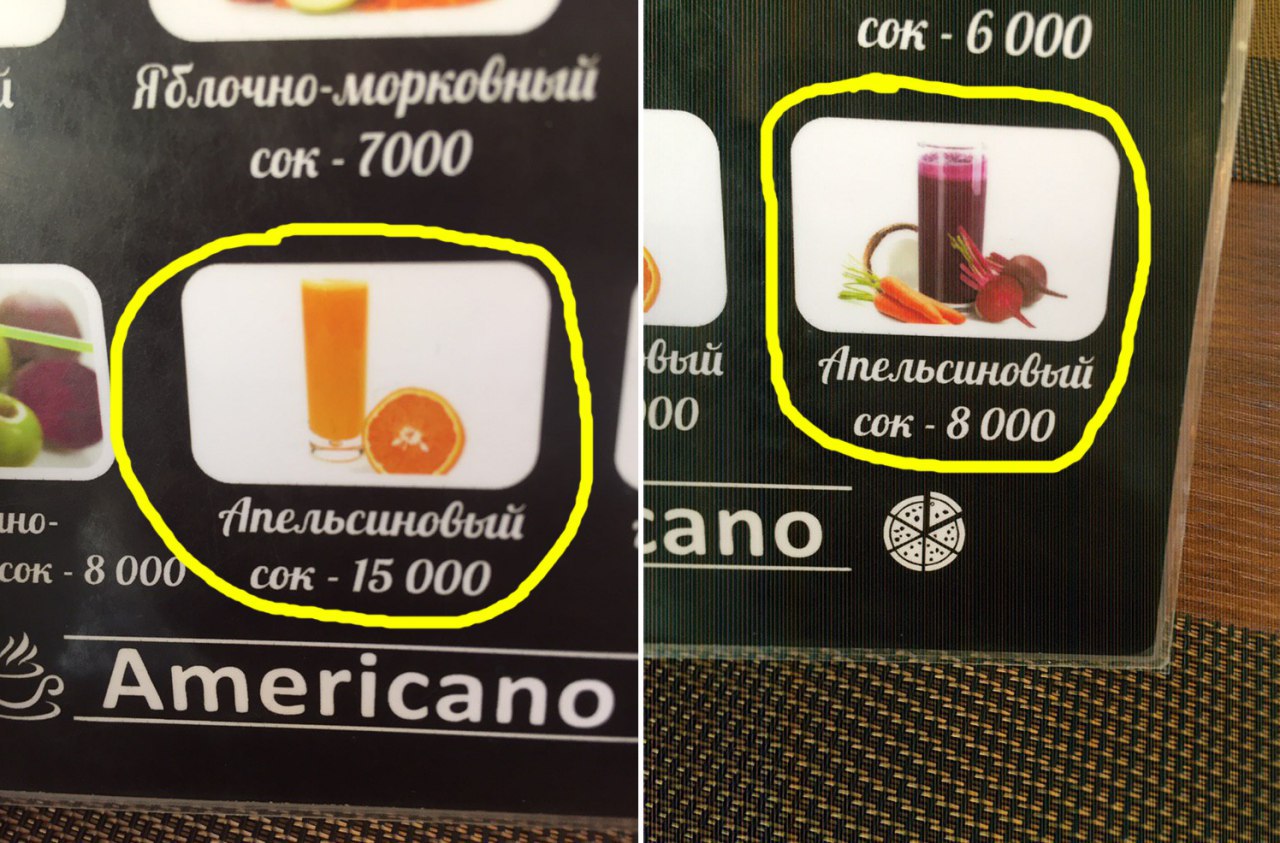 Яблочно-морковный
сок - 7000
Апельсиновый
сок - 15 000
сок - 8 000
Americano
сок - 6 000
Апельсиновый
сок - 8 000